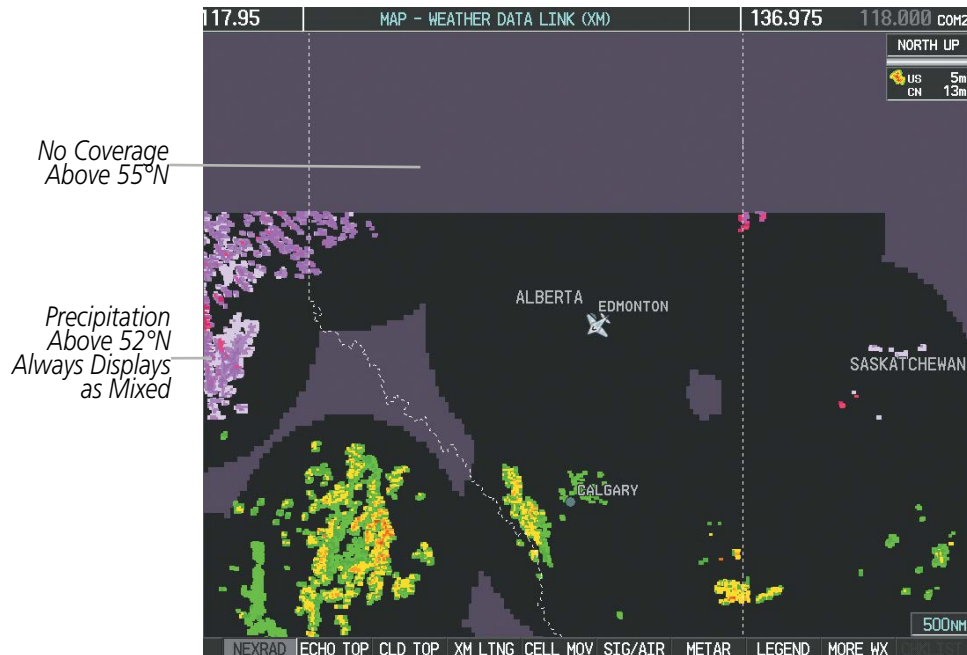 117.95 MAP - WEATHER DATA LINK (XM) 136.975 118.000 COM2
NORTH UP
US 5m
CN 13m
No Coverage
Above 55°N
ALBERTA
EDMONTON
Precipitation
Above 52°N
Always Displays
as Mixed
SASKATCHEWAN
CALGARY
500NM
NEXRAD ECHO TOP CLD TOP XM LTNG CELL MOV SIG/AIR METAR LEGEND MORE WX CHKLIST